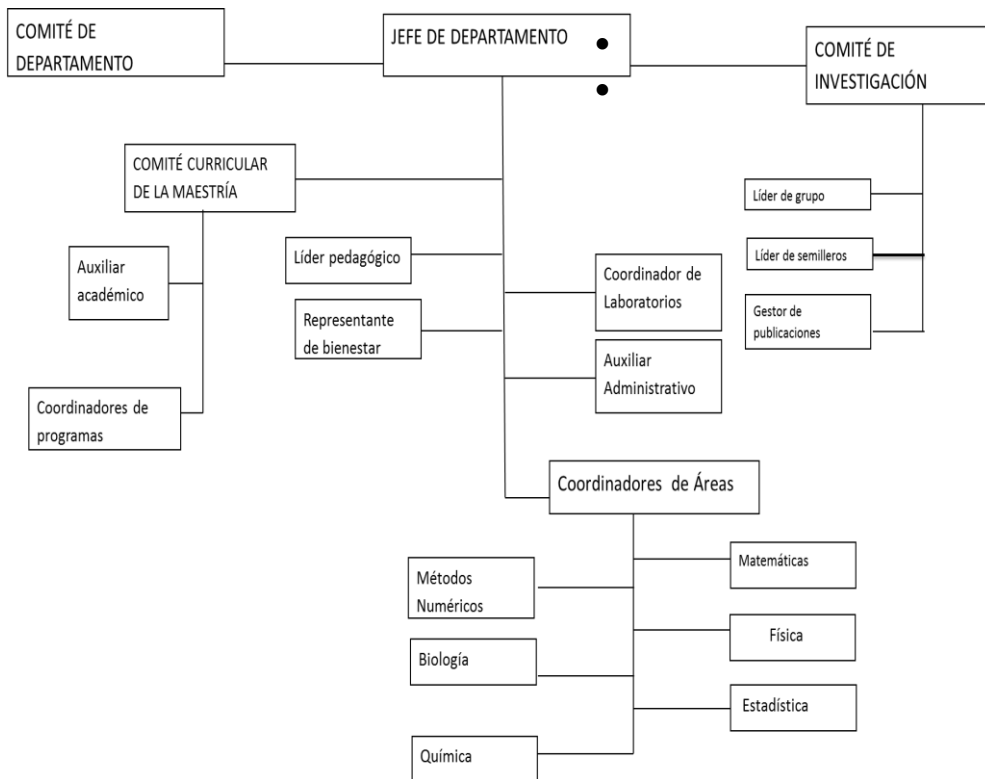 COMITÉ DE
DEPARTAMENTO
JEFE DE DEPARTAMENTO
COMITÉ DE
INVESTIGACIÓN
COMITÉ CURRICULAR
DE LA MAESTRÍA
Líder de grupo
Líder pedagógico
Líder de semilleros
Auxiliar
académico
Coordinador de
Laboratorios
Representante
de bienestar
Gestor de
publicaciones
Auxiliar
Administrativo
Coordinadores de
programas
Coordinadores de Áreas
Matemáticas
Métodos
Numéricos
Física
Biología
Estadística
Química